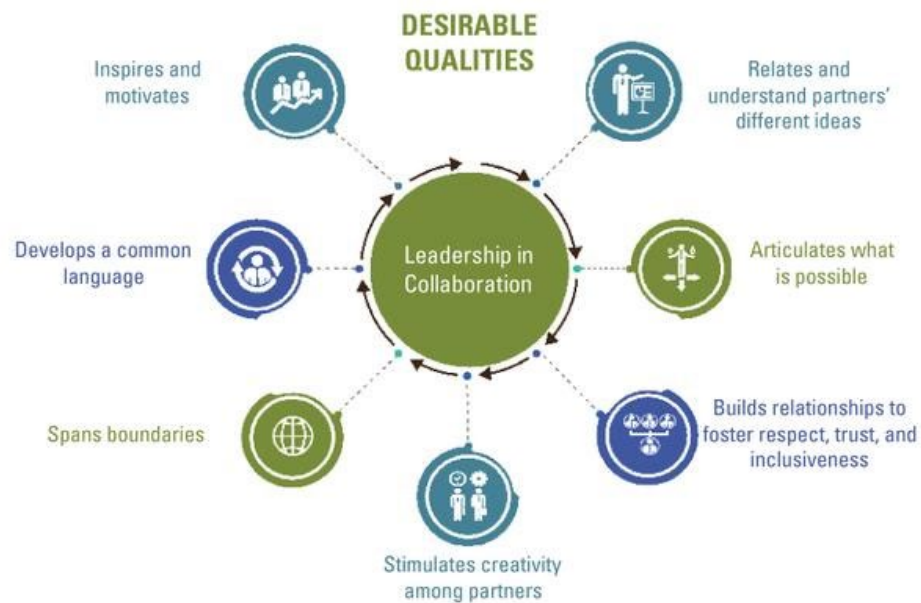 DESIRABLE
QUALITIES
Inspires and
motivates
Relates and
understand partners'
different ideas
Develops a common
language
Leadership in
Collaboration
Articulates what
is possible
Spans boundaries
Builds relationships to
foster respect, trust, and
inclusiveness
Stimulates creativity
among partners